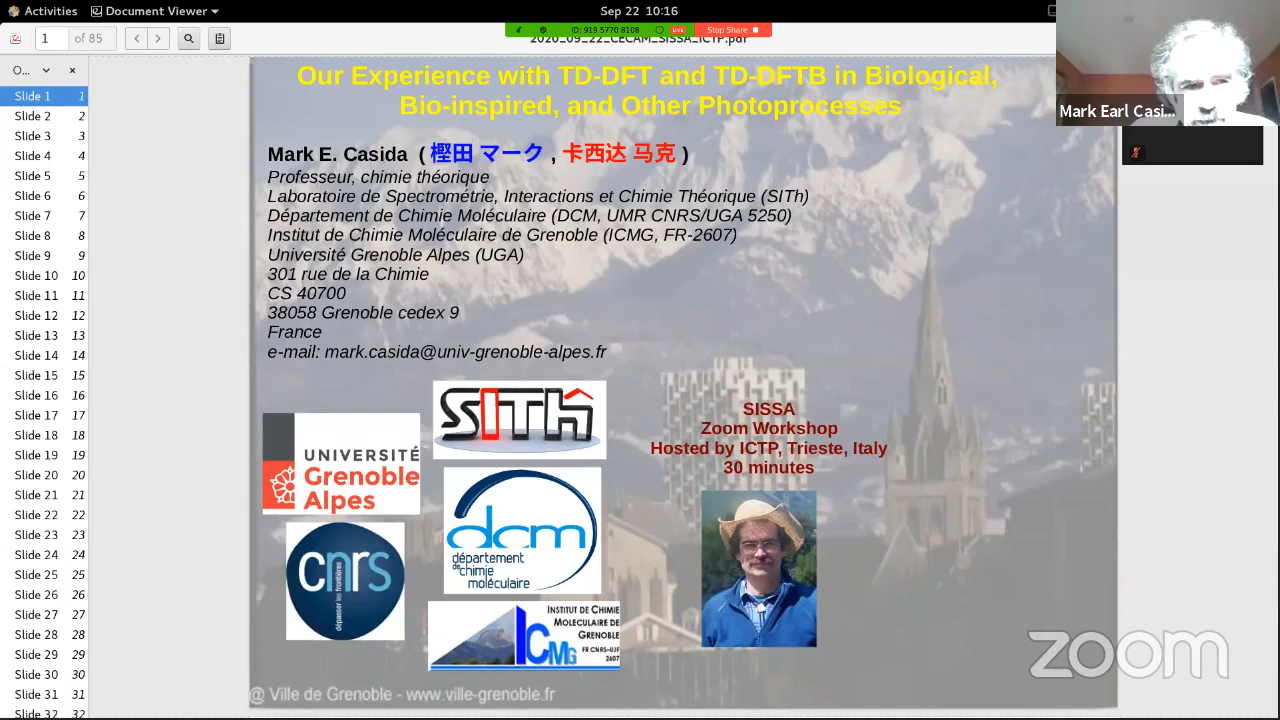 Activities
Document Viewer
Sep 22 10:16
1
of 85
ID: 919 5770 8108
LIVE
Stop Share
2020_09_22_CECAM_SISSA_ICTP.pdf
Mark Earl Casi...
O...
Slide 1 1
Slide 2 2
Slide 3 3
Slide 4 4
Slide 5 5
Slide 6 6
Slide 7 7
Slide 8 8
Slide 9 9
Slide 10 10
Slide 11 11
Slide 12 12
Slide 13 13
Slide 14 14
Slide 15 15
Slide 16 16
Slide 17 17
Slide 18 18
Slide 19 19
Slide 20 20
Slide 21 21
Slide 22 22
Slide 23 23
Slide 24 24
Slide 25 25
Slide 26 26
Slide 27 27
Slide 28 28
Slide 29 29
Slide 30 30
Slide 31 31
Slide 32 32
Our Experience with TD-DFT and TD-DFTB in Biological,
Bio-inspired, and Other Photoprocesses
Mark E. Casida ( 樫田 マーク , 卡西达 马克 )
Professeur, chimie théorique
Laboratoire de Spectrométrie, Interactions et Chimie Théorique (SITh)
Département de Chimie Moléculaire (DCM, UMR CNRS/UGA 5250)
Institut de Chimie Moléculaire de Grenoble (ICMG, FR-2607)
Université Grenoble Alpes (UGA)
301 rue de la Chimie
CS 40700
38058 Grenoble cedex 9
France
e-mail: mark.casida@univ-grenoble-alpes.fr
SITh
UNIVERSITÉ
Grenoble
Alpes
cnrs
dépasser les frontières
dcm
département
de chimie
moléculaire
ICMG
INSTITUT DE CHIMIE
MOLECULAIRE DE
GRENOBLE
FR CNRS-UJF
2607
SISSA
Zoom Workshop
Hosted by ICTP, Trieste, Italy
30 minutes
@ Ville de Grenoble - www.ville-grenoble.fr
zoom